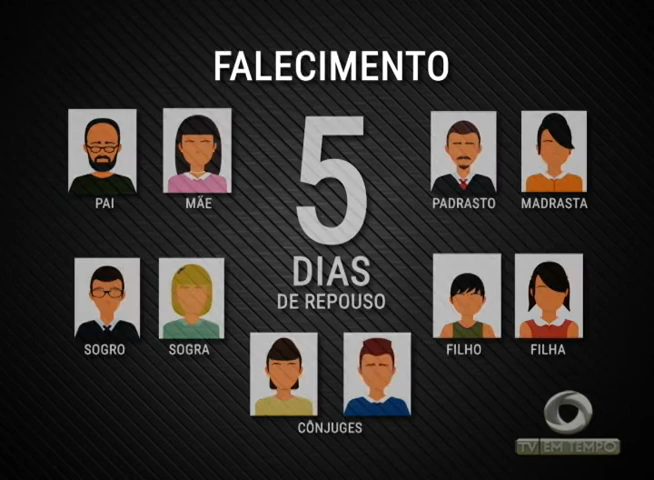 FALECIMENTO
5
DIAS
DE REPOUSO
PAI
MÃE
PADRASTO
MADRASTA
SOGRO
SOGRA
FILHO
FILHA
CÔNJUGES
TV EM TEMPO